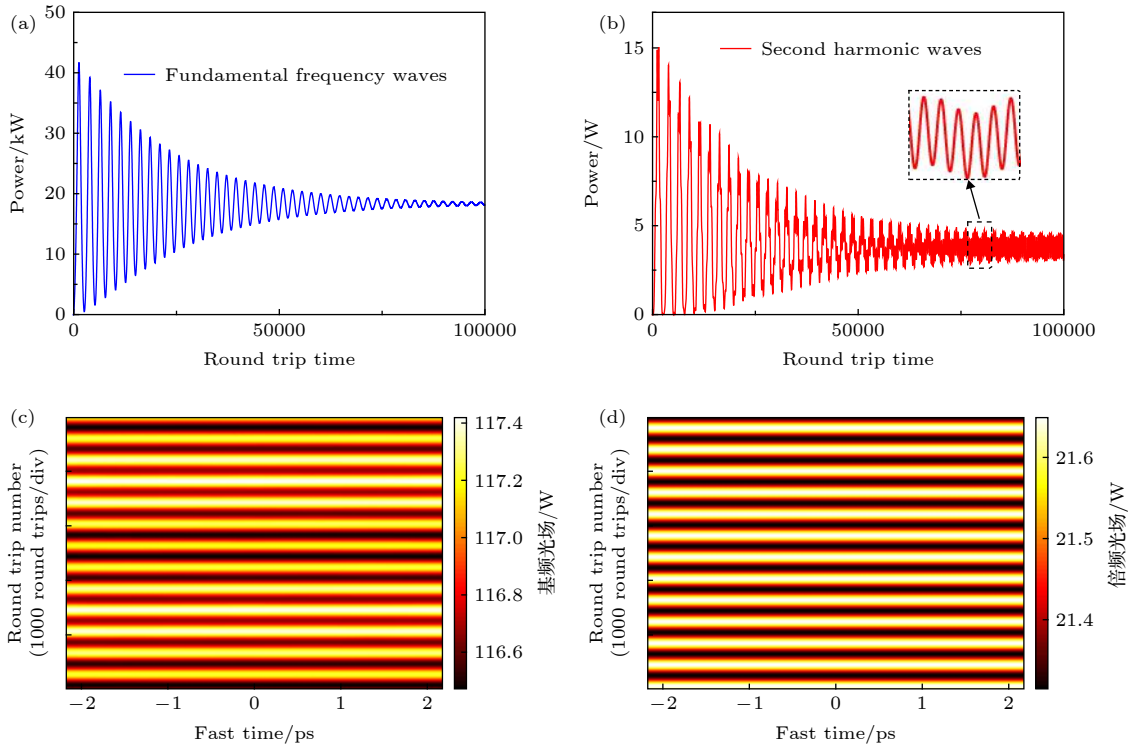 (a)
50
40
30
20
10
0
Power/kW
Fundamental frequency waves
0
50000
100000
Round trip time
(b)
15
10
5
0
Power/W
Second harmonic waves
0
50000
100000
Round trip time
(c)
Round trip number
(1000 round trips/div)
−2
−1
0
1
2
Fast time/ps
117.4
117.2
117.0
116.8
116.6
基频光场/W
(d)
Round trip number
(1000 round trips/div)
−2
−1
0
1
2
Fast time/ps
21.6
21.5
21.4
倍频光场/W